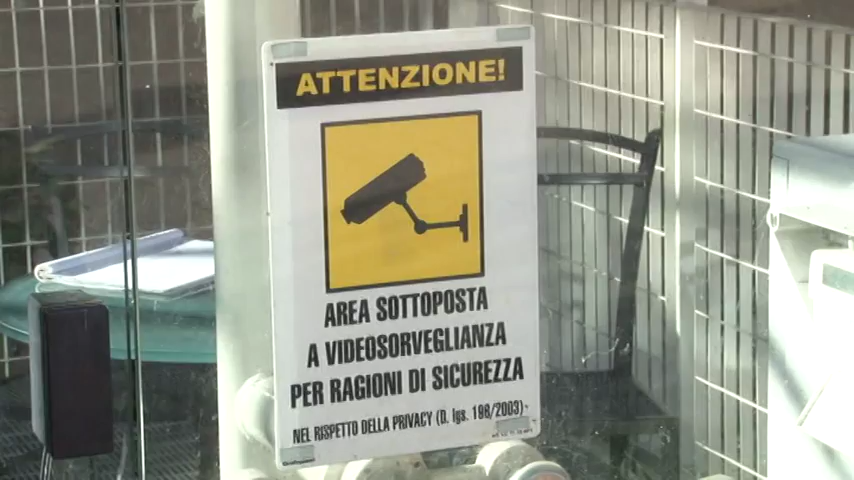 ATTENZIONE!
AREA SOTTOPOSTA
A VIDEOSORVEGLIANZA
PER RAGIONI DI SICUREZZA
NEL RISPETTO DELLA PRIVACY (D. lgs. 196/2003)